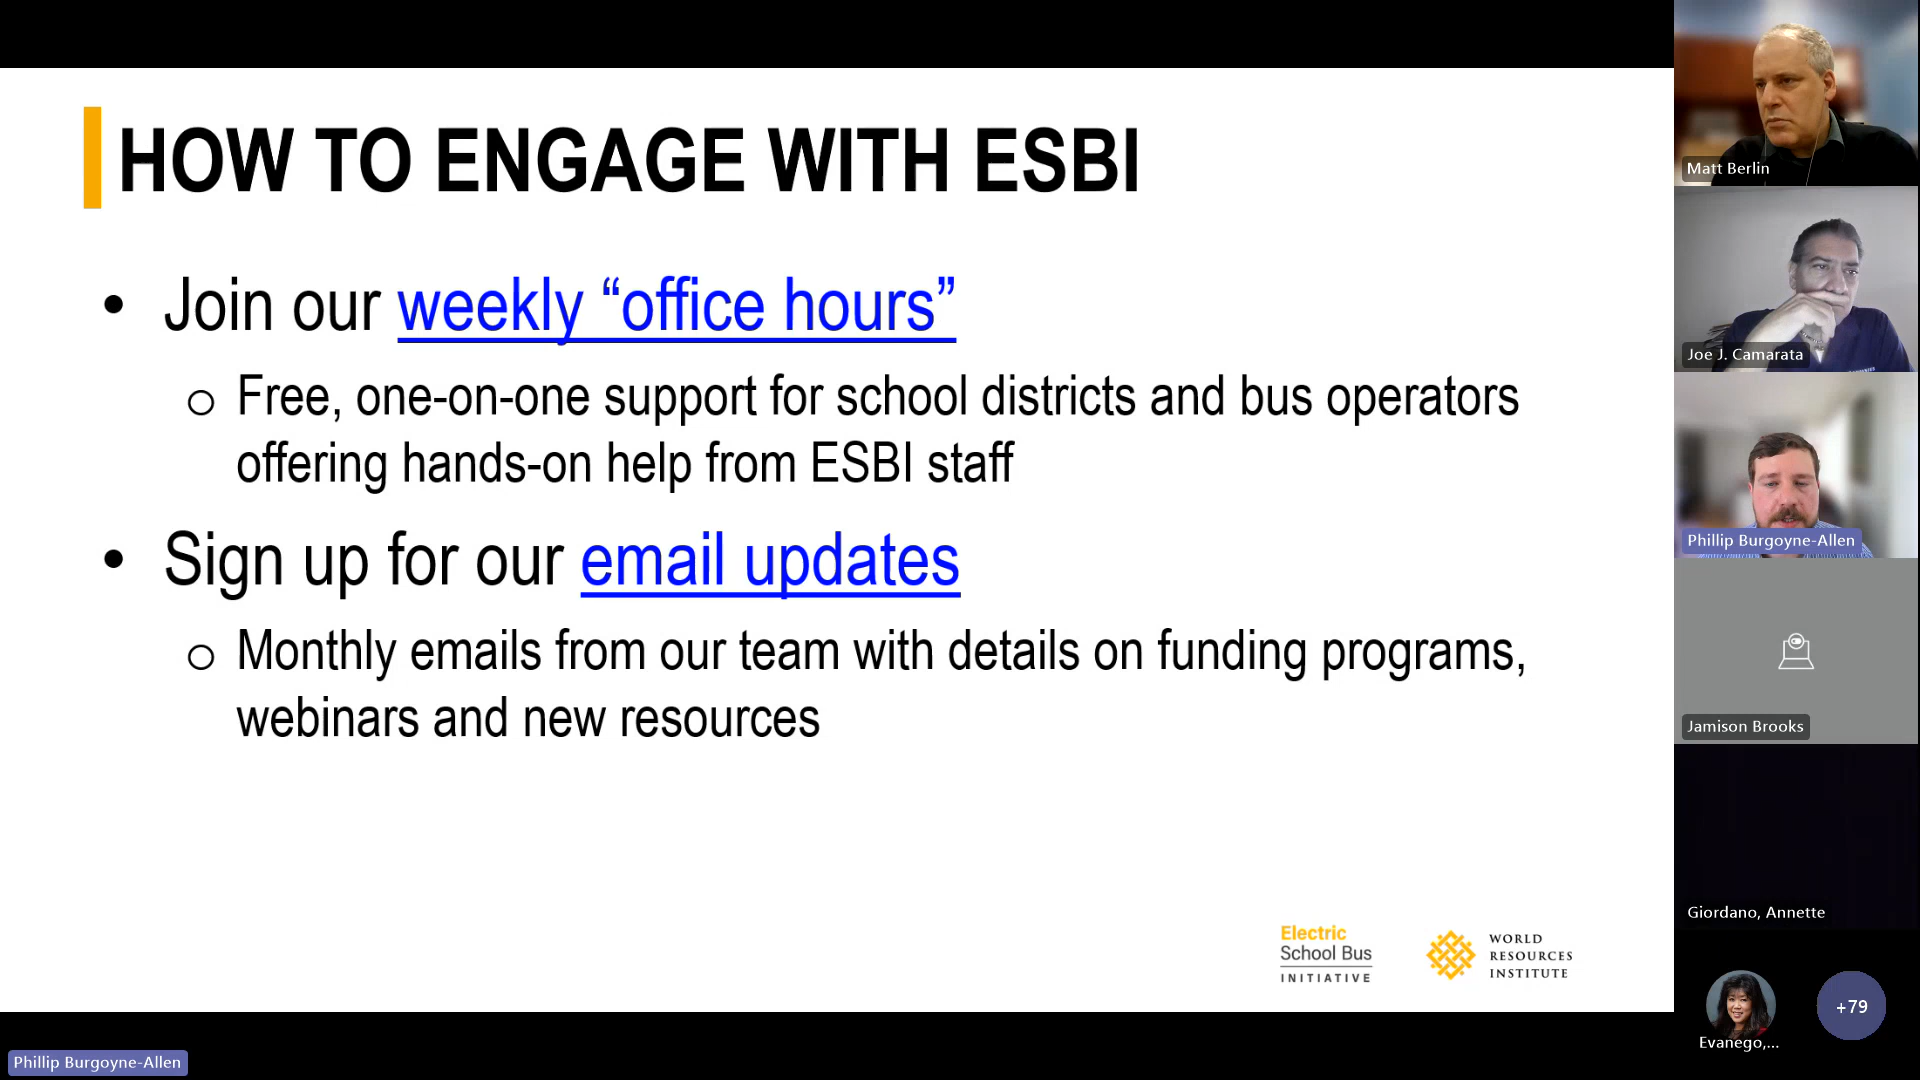 HOW TO ENGAGE WITH ESBI
• Join our weekly “office hours”
o Free, one-on-one support for school districts and bus operators
offering hands-on help from ESBI staff
• Sign up for our email updates
o Monthly emails from our team with details on funding programs,
webinars and new resources
Electric
School Bus
INITIATIVE
WORLD
RESOURCES
INSTITUTE
Matt Berlin
Joe J. Camarata
Phillip Burgoyne-Allen
Jamison Brooks
Giordano, Annette
Evanego,...
+79
Phillip Burgoyne-Allen